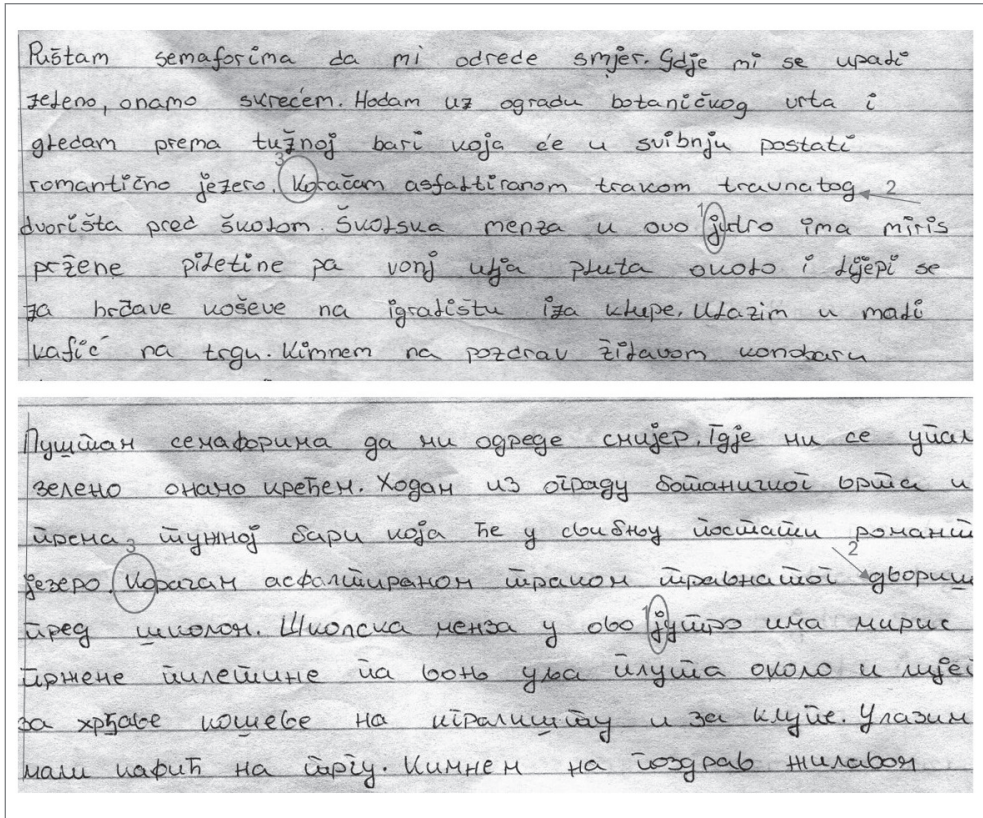 Puštam semaforima da mi odrede smjer. Gdje mi se upali
zeleno, onamo skrećem. Hodam uz ogradu botaničkog vrta i
gledam prema tužnoj bari koja će u svibnju postati
3
romantično jezero. Koračam asfaltiranom trakom travnatog 2
dvorišta pred školom. Školska menza u ovo 1 jutro ima miris
pržene piletine pa vonj ulja pluta okolo i lijepi se
za hrđave koševe na igralištu iza klupe. Ulazim u mali
kafić na trgu. Kimnem na pozdrav žilavom konobaru
Пуштам семафорима да ми одреде смијер. Гдје ми се упал
зелено онамо крећем. Ходам из ограду ботаничког врта и
према тужној бари која ће у свибњу постати романт
3 2
језеро. Корачам асфалтираном траком травнатог двориш
пред школом. Школска менза у ово 1 јутро има мирис
пржене пилетине па вонь уља плута около и лијеп
за хрђаве кошеве на игралишту и за клупе. Улазим
мали кафић на тргу. Кимнем на поздрав жилавом